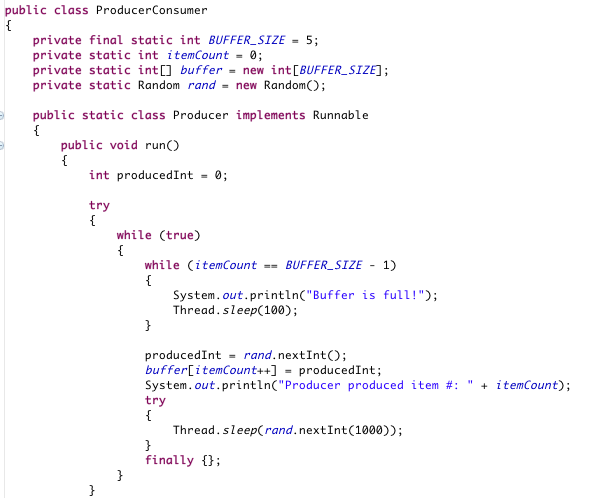 public class ProducerConsumer
{
    private final static int BUFFER_SIZE = 5;
    private static int itemCount = 0;
    private static int[] buffer = new int[BUFFER_SIZE];
    private static Random rand = new Random();

    public static class Producer implements Runnable
    {
        public void run()
        {
            int producedInt = 0;

            try
            {
                while (true)
                {
                    while (itemCount == BUFFER_SIZE - 1)
                    {
                        System.out.println("Buffer is full!");
                        Thread.sleep(100);
                    }

                    producedInt = rand.nextInt();
                    buffer[itemCount++] = producedInt;
                    System.out.println("Producer produced item #: " + itemCount);
                    try
                    {
                        Thread.sleep(rand.nextInt(1000));
                    }
                    finally {};
                }
            }